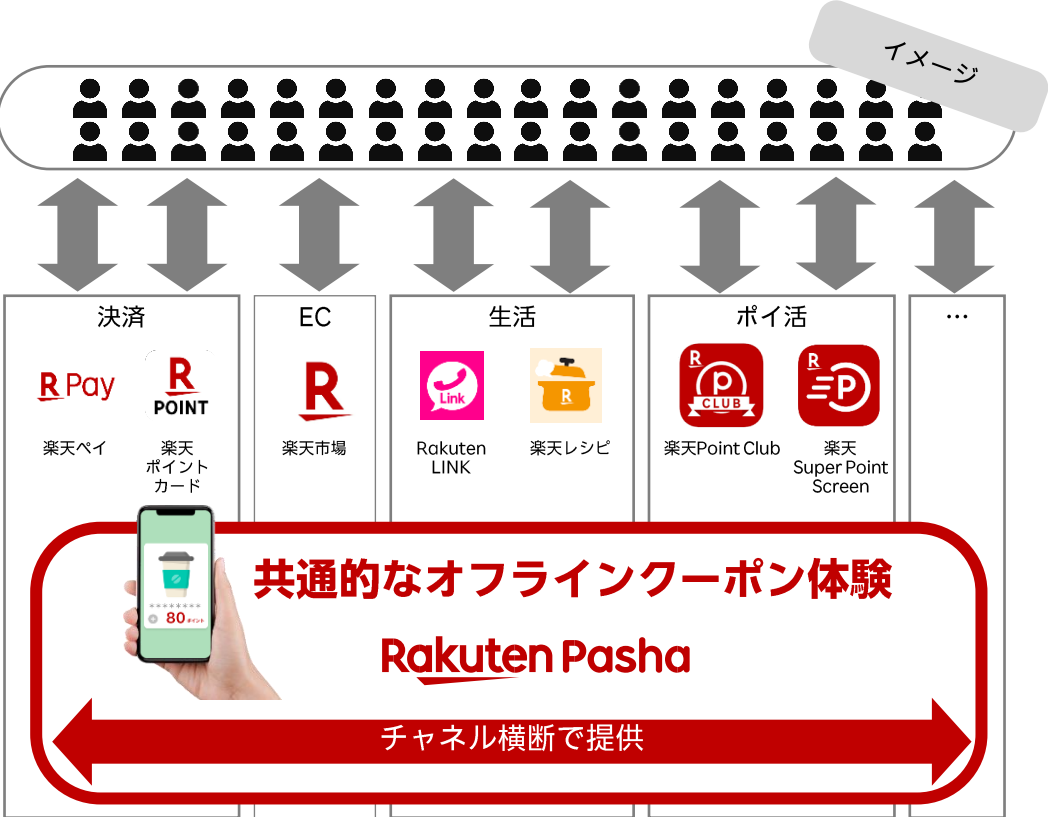 イメージ
決済
EC
生活
ポイ活
…
R Pay
R
POINT
R
Link
R
R
P
CLUB
R
P
楽天ペイ
楽天
ポイント
カード
楽天市場
Rakuten
LINK
楽天レシピ
楽天Point Club
楽天
Super Point
Screen
********
80ポイント
共通的なオフラインクーポン体験
Rakuten Pasha
チャネル横断で提供